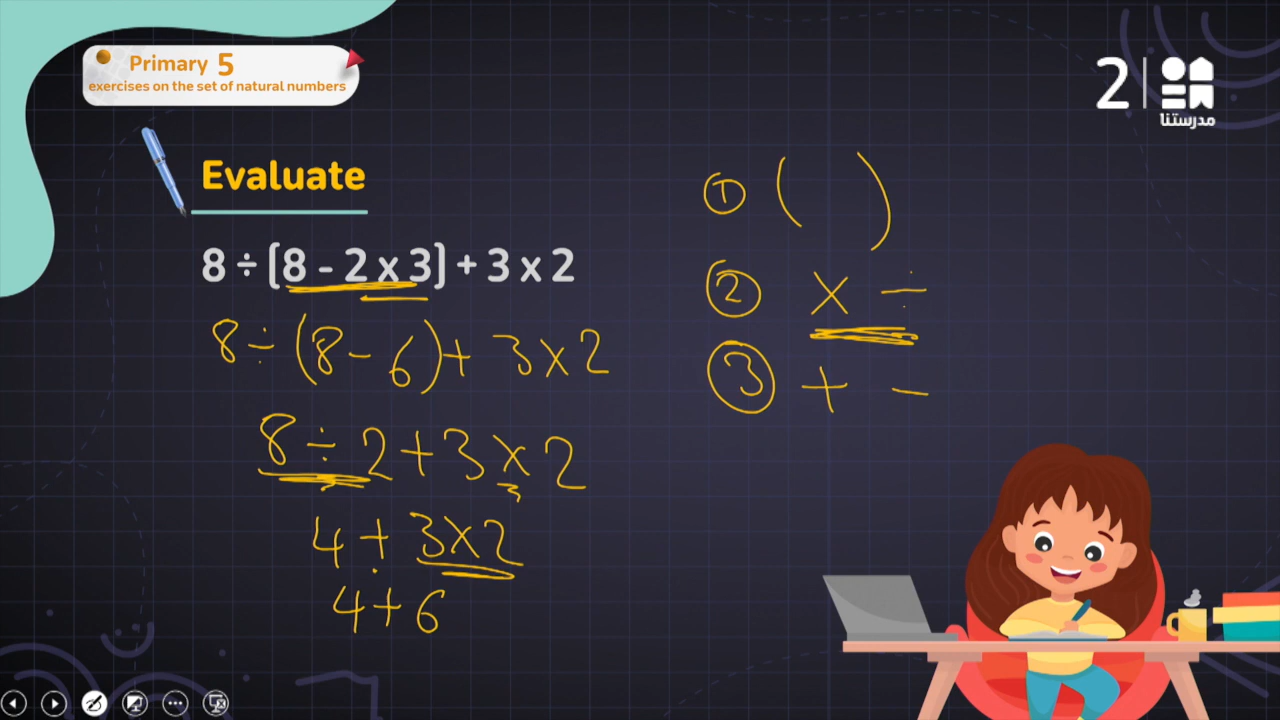 Primary 5
exercises on the set of natural numbers
2
مدرستنا
Evaluate
8 ÷ (8 - 2 x 3) + 3 x 2
8 ÷ (8 - 6) + 3 x 2
8 ÷ 2 + 3 x 2
4 + 3 x 2
4 + 6
① ( )
② x ÷
③ + -